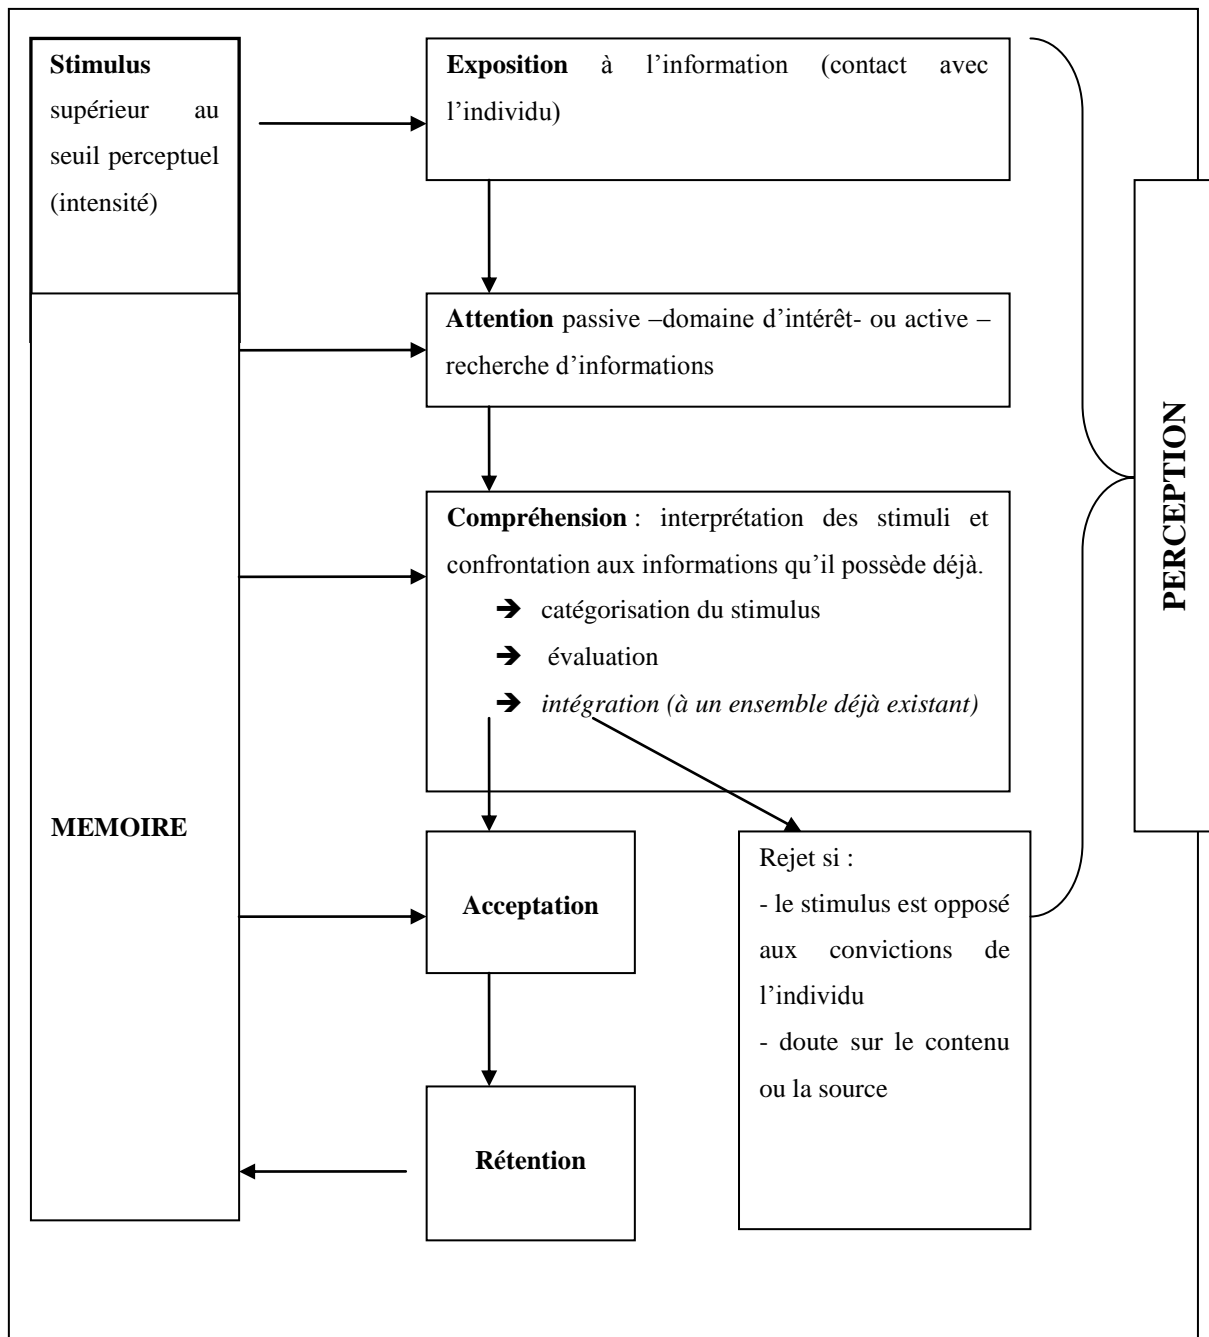 Stimulus
supérieur au
seuil perceptuel
(intensité)
Exposition à l’information (contact avec
l’individu)
Attention passive –domaine d’intérêt- ou active –
recherche d’informations
Compréhension : interprétation des stimuli et
confrontation aux informations qu’il possède déjà.
➔ catégorisation du stimulus
➔ évaluation
➔ intégration (à un ensemble déjà existant)
PERCEPTION
MEMOIRE
Acceptation
Rejet si :
- le stimulus est opposé
aux convictions de
l’individu
- doute sur le contenu
ou la source
Rétention